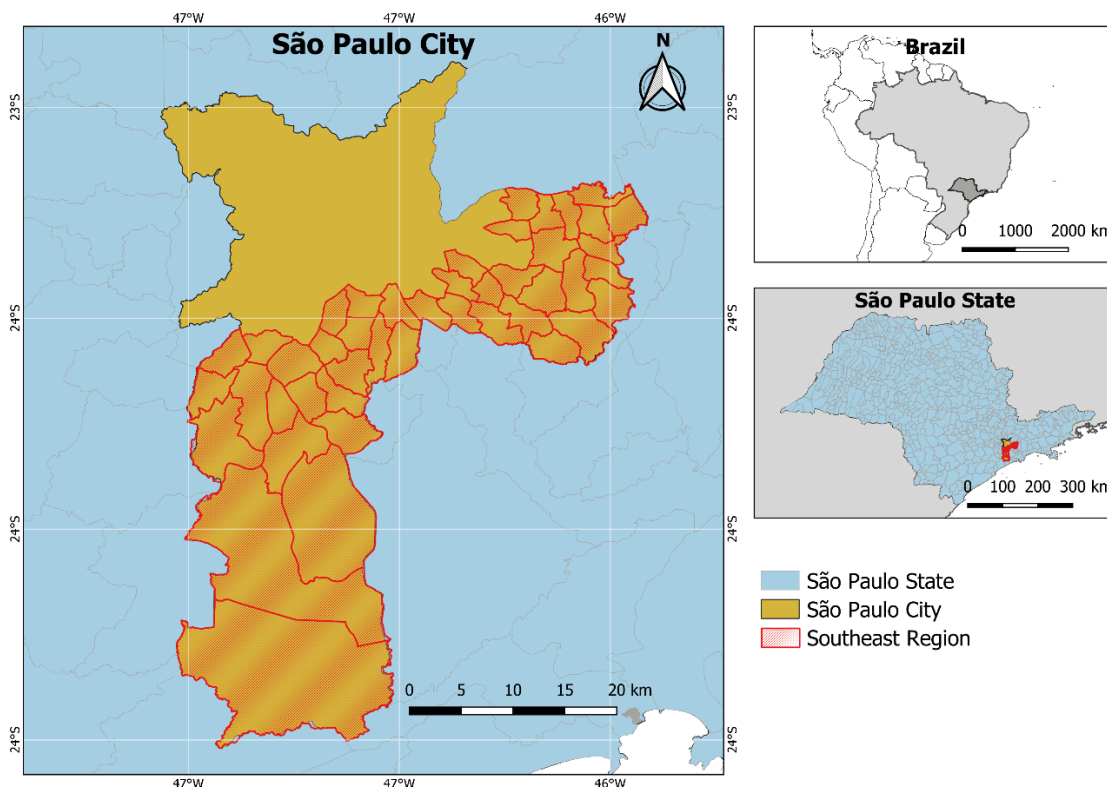 47°W 47°W 46°W
São Paulo City
N
23°S 23°S
24°S 24°S
24°S 24°S
24°S 24°S
0 5 10 15 20 km
47°W 47°W 46°W
Brazil
0 1000 2000 km
São Paulo State
0 100 200 300 km
São Paulo State
São Paulo City
Southeast Region